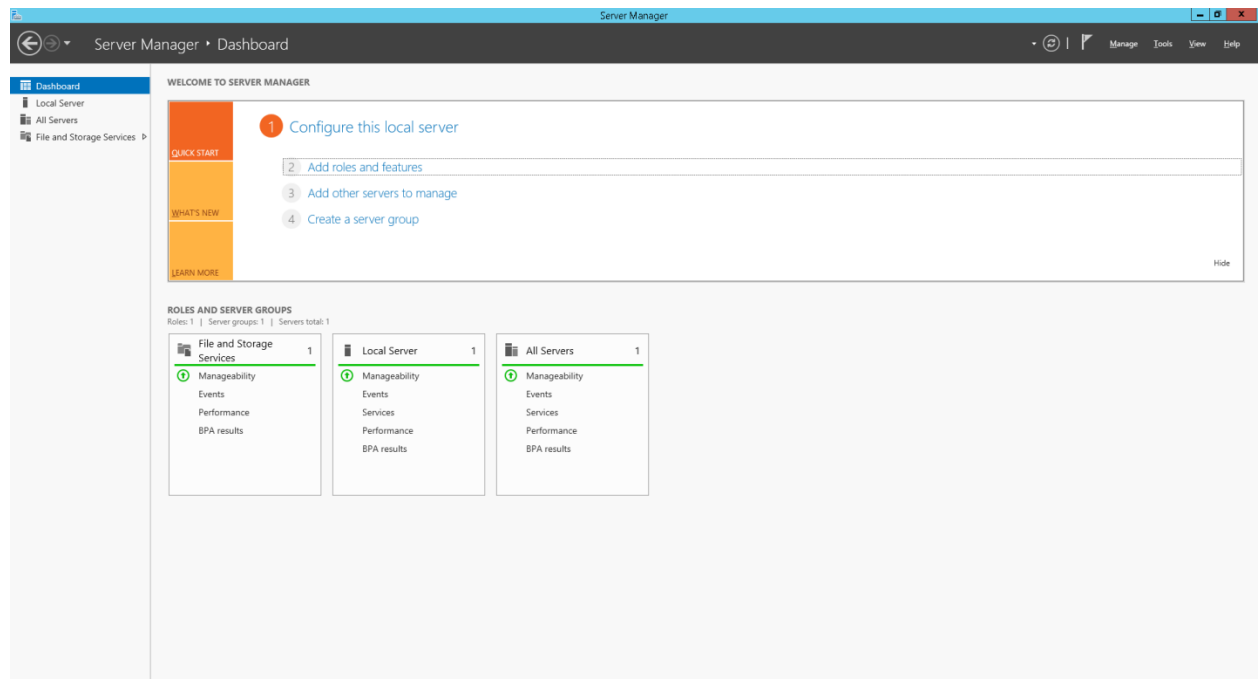 Server Manager
Server Manager • Dashboard
Manage Tools View Help
Dashboard
Local Server
All Servers
File and Storage Services
WELCOME TO SERVER MANAGER
QUICK START
WHAT'S NEW
LEARN MORE
1 Configure this local server
2 Add roles and features
3 Add other servers to manage
4 Create a server group
Hide
ROLES AND SERVER GROUPS
Roles: 1 | Server groups: 1 | Servers total: 1
File and Storage
Services 1
Manageability
Events
Performance
BPA results
Local Server 1
Manageability
Events
Services
Performance
BPA results
All Servers 1
Manageability
Events
Services
Performance
BPA results